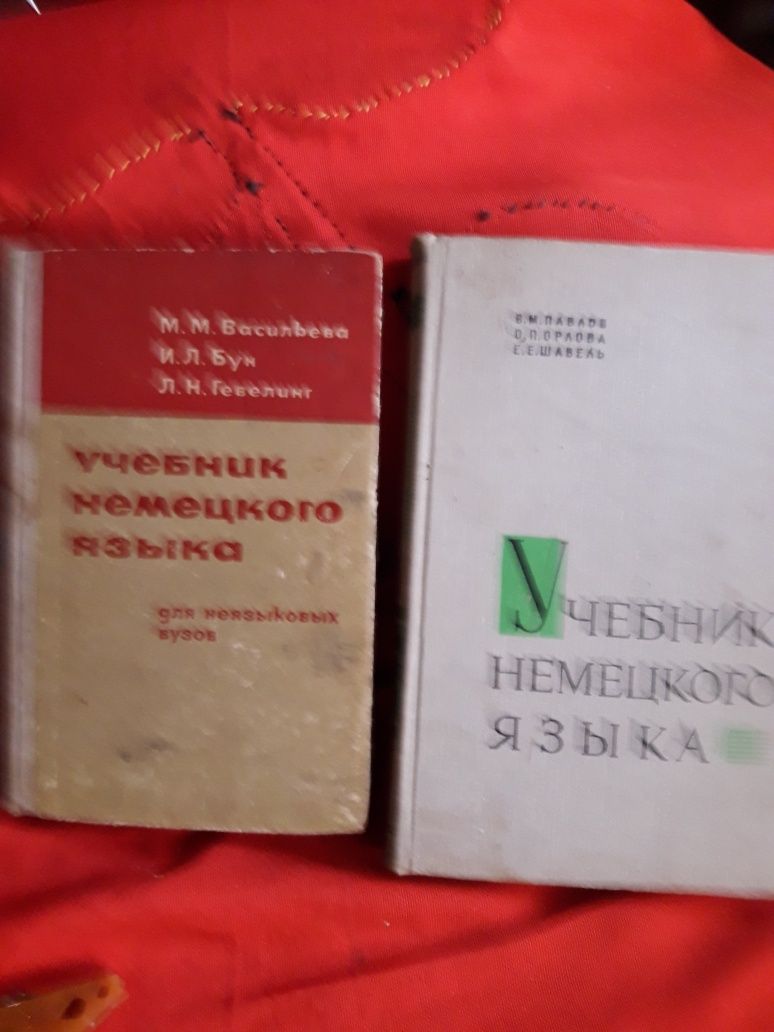 М. М. Васильева
И. Л. Бун
Л. Н. Гевелинг
учебник
немецкого
языка
для неязыковых
вузов
В. М. ПАВЛОВ
О. П. ОРЛОВА
Е. Е. ШАВЕЛЬ
УЧЕБНИК
НЕМЕЦКОГО
ЯЗЫКА